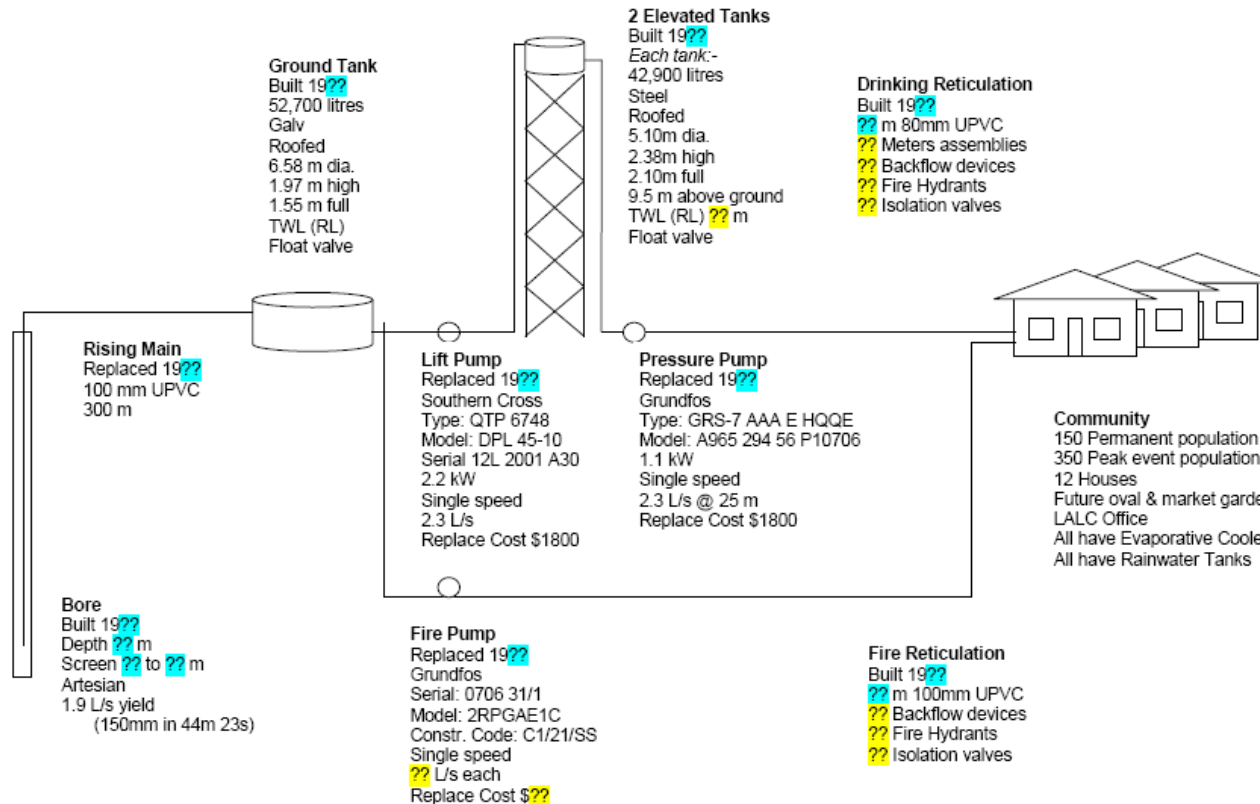 2 Elevated Tanks
Built 19??
Each tank:-
42,900 litres
Steel
Roofed
5.10m dia.
2.38m high
2.10m full
9.5 m above ground
TWL (RL) ?? m
Float valve
Ground Tank
Built 19??
52,700 litres
Galv
Roofed
6.58 m dia.
1.97 m high
1.55 m full
TWL (RL)
Float valve
Drinking Reticulation
Built 19??
?? m 80mm UPVC
?? Meters assemblies
?? Backflow devices
?? Fire Hydrants
?? Isolation valves
Rising Main
Replaced 19??
100 mm UPVC
300 m
Lift Pump
Replaced 19??
Southern Cross
Type: QTP 6748
Model: DPL 45-10
Serial 12L 2001 A30
2.2 kW
Single speed
2.3 L/s
Replace Cost $1800
Pressure Pump
Replaced 19??
Grundfos
Type: GRS-7 AAA E HQQE
Model: A965 294 56 P10706
1.1 kW
Single speed
2.3 L/s @ 25 m
Replace Cost $1800
Community
150 Permanent population
350 Peak event population
12 Houses
Future oval & market garde
LALC Office
All have Evaporative Coole
All have Rainwater Tanks
Bore
Built 19??
Depth ?? m
Screen ?? to ?? m
Artesian
1.9 L/s yield
(150mm in 44m 23s)
Fire Pump
Replaced 19??
Grundfos
Serial: 0706 31/1
Model: 2RPGAE1C
Constr. Code: C1/21/SS
Single speed
?? L/s each
Replace Cost $??
Fire Reticulation
Built 19??
?? m 100mm UPVC
?? Backflow devices
?? Fire Hydrants
?? Isolation valves